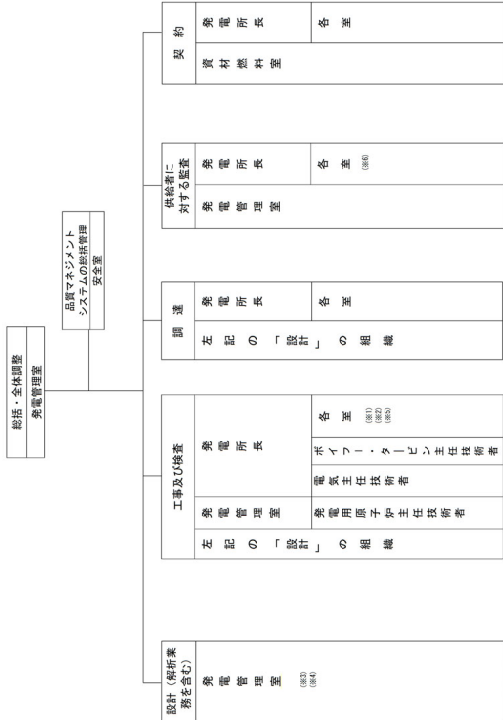 総括・全体調整
発電管理室
品質マネジメント
システムの総括管理
安全室
設計（解析業
務を含む）
発電管理室
(※3)
(※4)
工事及び検査
左記の「設計」の組織
発電管理室
発電用原子炉主任技術者
発電所長
電気主任技術者
ボイラー・タービン主任技術者
各室
(※1)
(※2)
(※5)
調達
左記の「設計」の組織
発電所長
各室
供給者に
対する監査
発電管理室
発電所長
各室
(※6)
契約
資材燃料室
発電所長
各室